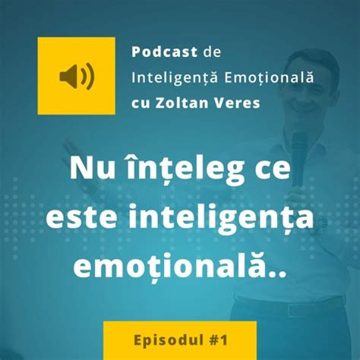 Podcast de
Inteligență Emoțională
cu Zoltan Veres
Nu înțeleg ce
este inteligența
emoțională..
Episodul #1